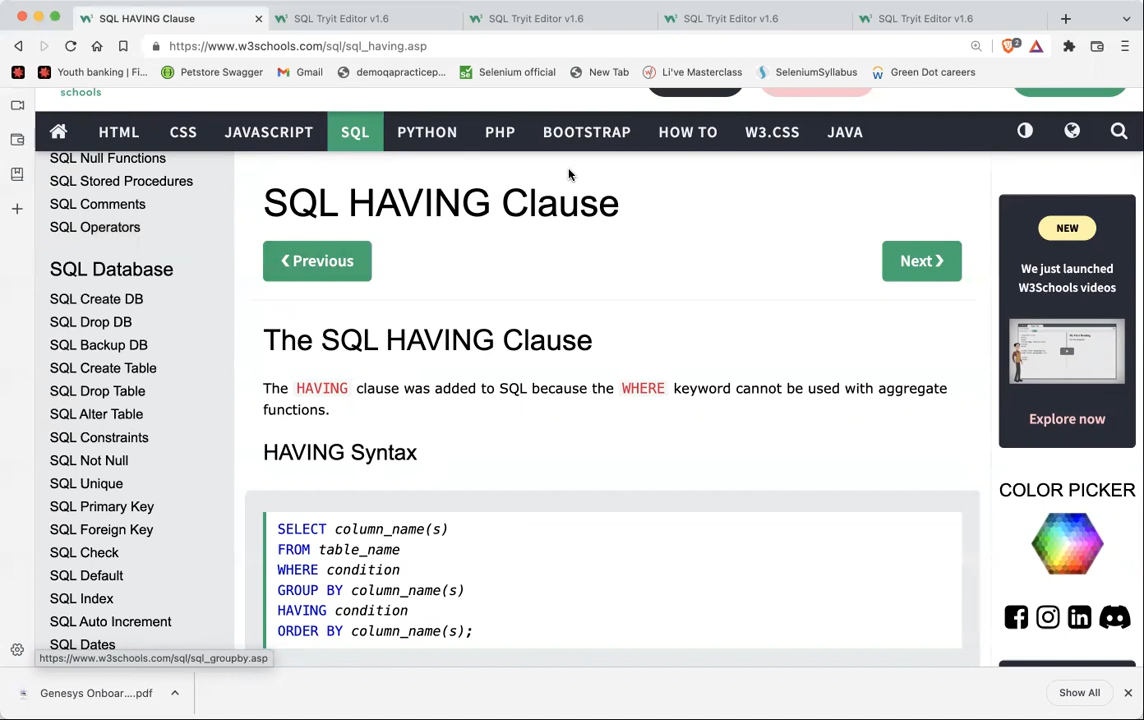 SQL HAVING Clause
SQL Tryit Editor v1.6
SQL Tryit Editor v1.6
SQL Tryit Editor v1.6
SQL Tryit Editor v1.6
https://www.w3schools.com/sql/sql_having.asp
2
Youth banking | Fi...
Petstore Swagger
Gmail
demoqapracticep...
Selenium official
New Tab
Li've Masterclass
SeleniumSyllabus
Green Dot careers
schools
HTML
CSS
JAVASCRIPT
SQL
PYTHON
PHP
BOOTSTRAP
HOW TO
W3.CSS
JAVA
SQL Null Functions
SQL Stored Procedures
SQL Comments
SQL Operators
SQL Database
SQL Create DB
SQL Drop DB
SQL Backup DB
SQL Create Table
SQL Drop Table
SQL Alter Table
SQL Constraints
SQL Not Null
SQL Unique
SQL Primary Key
SQL Foreign Key
SQL Check
SQL Default
SQL Index
SQL Auto Increment
SQL Dates
https://www.w3schools.com/sql/sql_groupby.asp
SQL HAVING Clause
❮ Previous
Next ❯
The SQL HAVING Clause
The HAVING clause was added to SQL because the WHERE keyword cannot be used with aggregate
functions.
HAVING Syntax
SELECT column_name(s)
FROM table_name
WHERE condition
GROUP BY column_name(s)
HAVING condition
ORDER BY column_name(s);
NEW
We just launched
W3Schools videos
Explore now
COLOR PICKER
Genesys Onboar....pdf
Show All